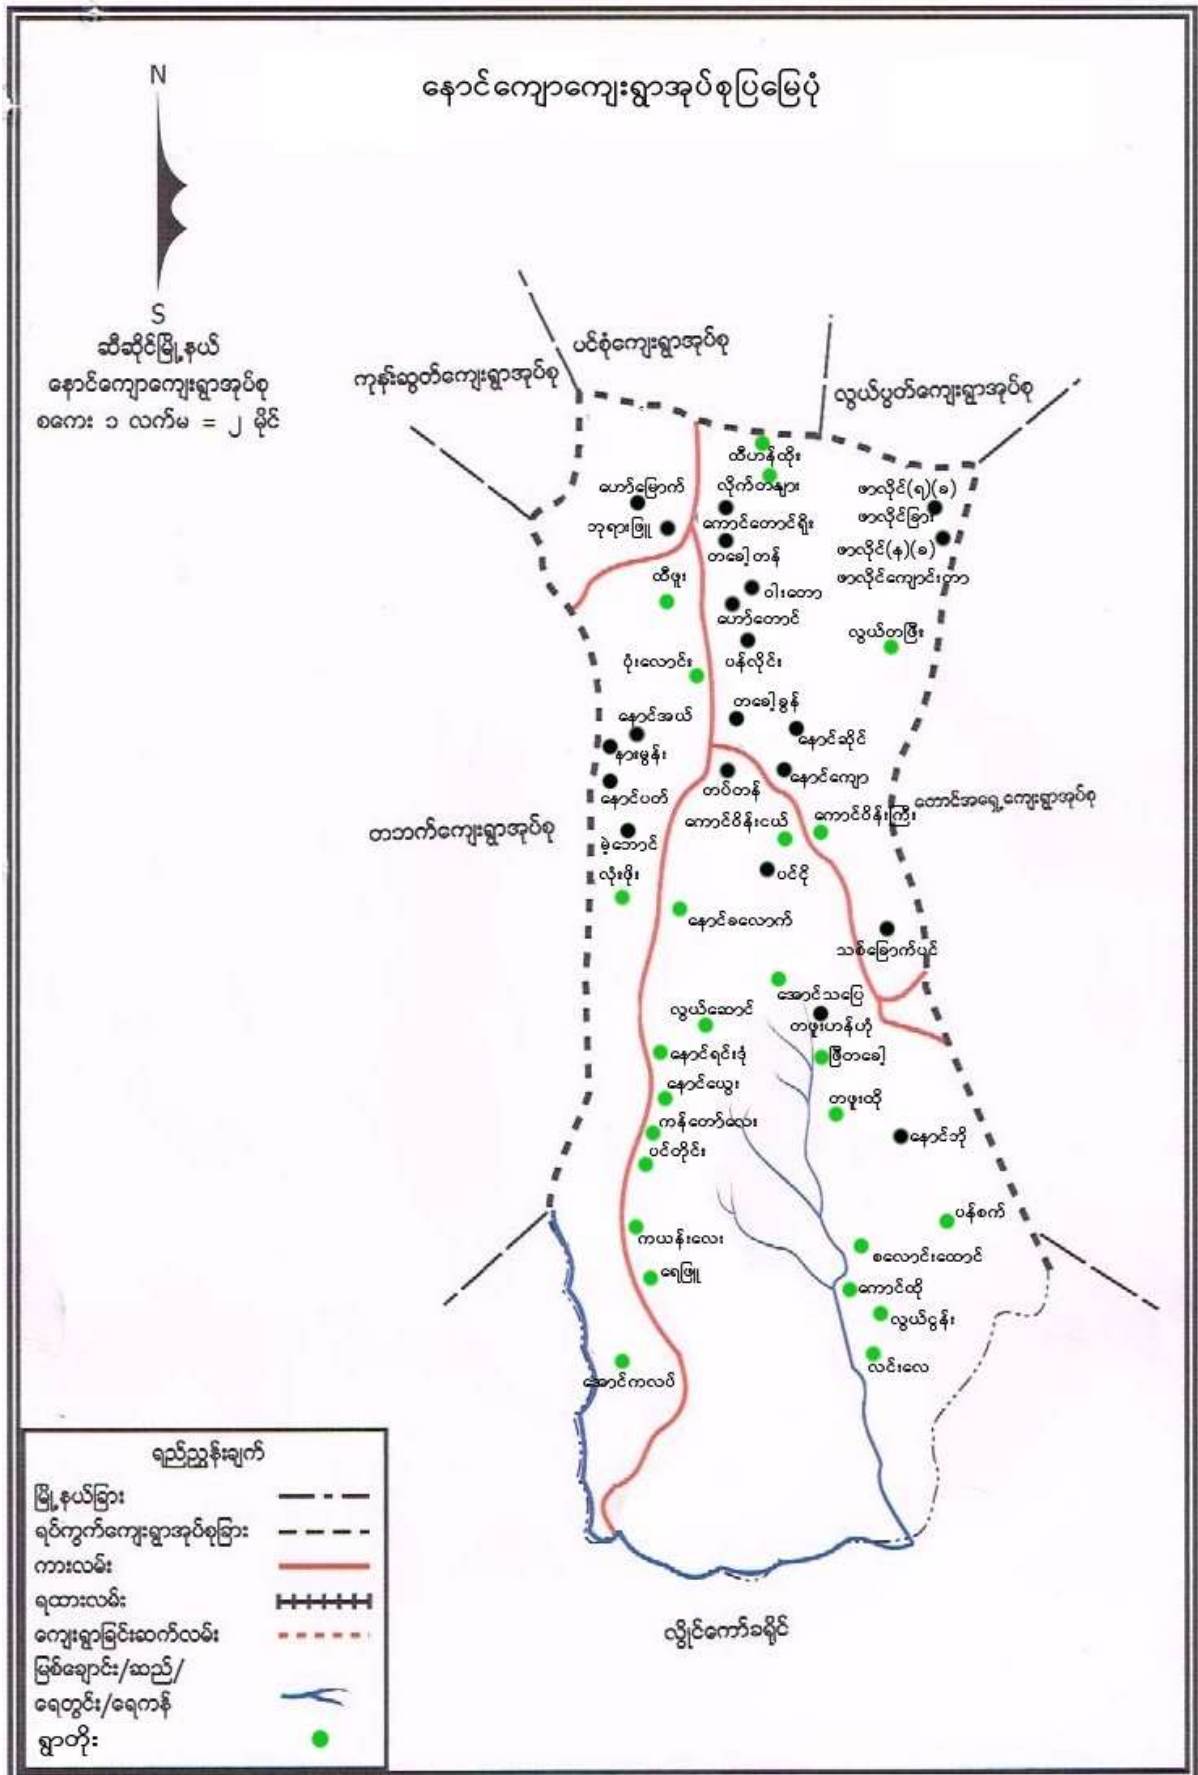 နောင်ကျောကျေးရွာအုပ်စုပြမြေပုံ
N
S
ဆီဆိုင်မြို့နယ်
နောင်ကျောကျေးရွာအုပ်စု
စကေး ၁ လက်မ = ၂ မိုင်
ပင်စုံကျေးရွာအုပ်စု
ကုန်းဆွတ်ကျေးရွာအုပ်စု
လွယ်ပွတ်ကျေးရွာအုပ်စု
ထီဟန်ထိုး
လိုက်တနျား
ဟော်မြောက်
ဖာလိုင်(ရ)(ခ)
ဘုရားဖြူ
ကောင်တောင်ရိုး
ဖာလိုင်ခြား
တခေါ့တန်
ဖာလိုင်(န)(ခ)
ထီဖူး
ဖာလိုင်ကျောင်းတာ
ဝါးတော
ဟော်တောင်
လွယ်တဖြီး
ပုံးလောင်း
ပန်လိုင်း
တခေါ့ခွန်
နောင်အယ်
နောင်ဆိုင်
နားမွန်း
နောင်ကျော
တပ်တန်
နောင်ပတ်
တောင်အရှေ့ကျေးရွာအုပ်စု
ကောင်ဝိန်းငယ်
ကောင်ဝိန်းကြီး
တဘက်ကျေးရွာအုပ်စု
မဲ့ဘောင်
လုံးဖိုး
ပင်ငို
နောင်ခလောက်
သစ်ခြောက်ပင်
အောင်သပြေ
လွယ်ဆောင်
တဖူးဟန်ဟို
နောင်ရင်းဒုံ
ဖြီတခေါ့
နောင်ယွေး
တဖူးထို
ကန်တော်လေး
ပင်တိုင်း
နောင်ဘို
ပန်စက်
ကယန်းလေး
စလောင်းထောင်
ရေဖြူ
ကောင်ထို
လွယ်ငွန်း
လင်းလေ
အောင်ကလပ်
ရည်ညွှန်းချက်
မြို့နယ်ခြား
ရပ်ကွက်ကျေးရွာအုပ်စုခြား
ကားလမ်း
ရထားလမ်း
ကျေးရွာခြင်းဆက်လမ်း
မြစ်ချောင်း/ဆည်/
ရေတွင်း/ရေကန်
ရွာတိုး
လွိုင်ကော်ခရိုင်